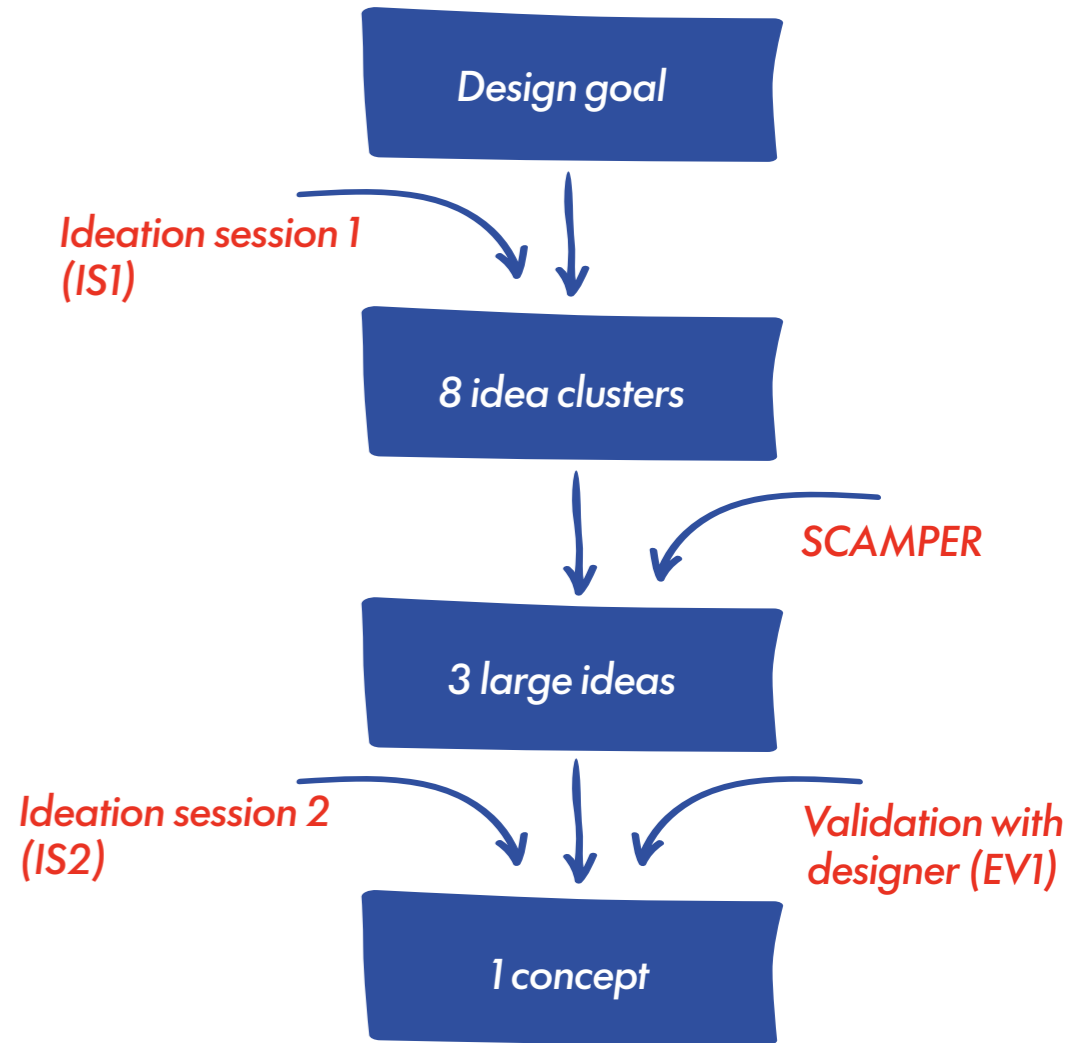 Design goal
Ideation session 1
(IS1)
8 idea clusters
SCAMPER
3 large ideas
Ideation session 2
(IS2)
Validation with
designer (EV1)
1 concept